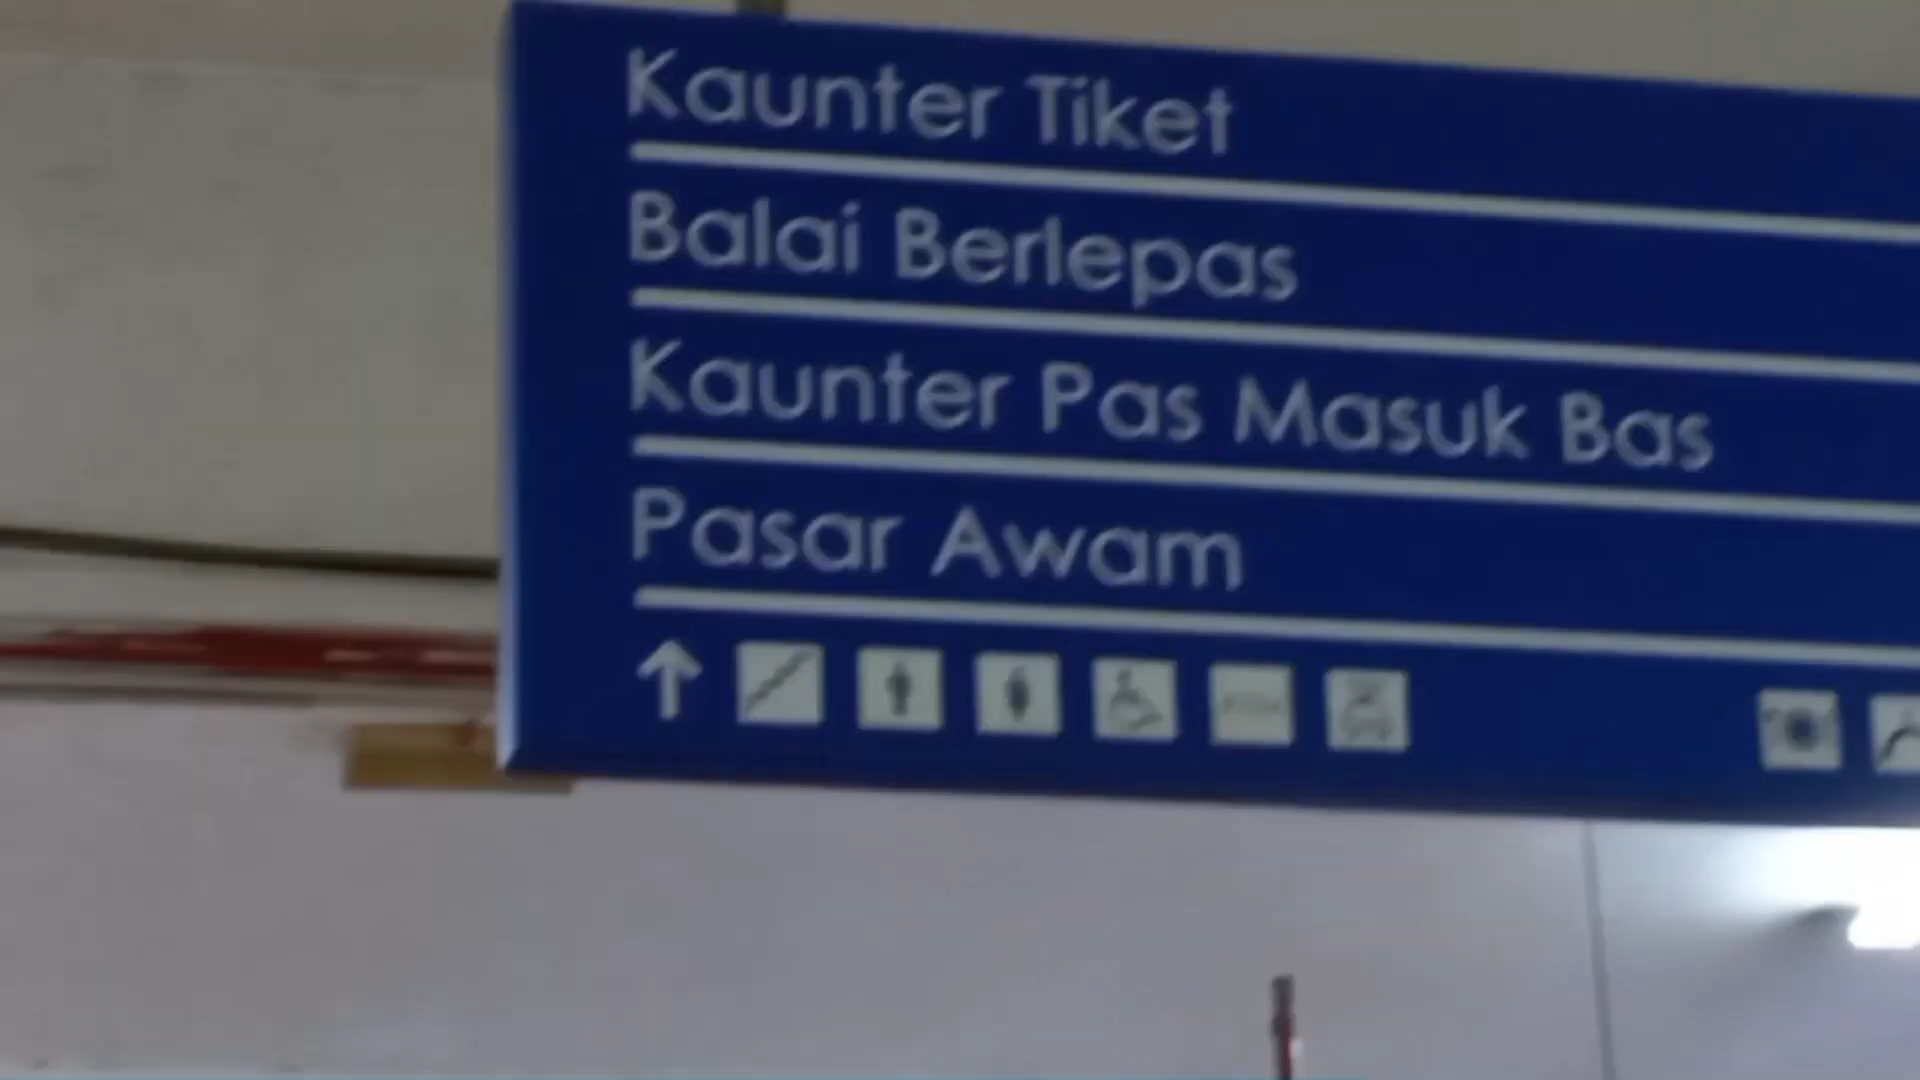 Kaunter Tiket
Balai Berlepas
Kaunter Pas Masuk Bas
Pasar Awam